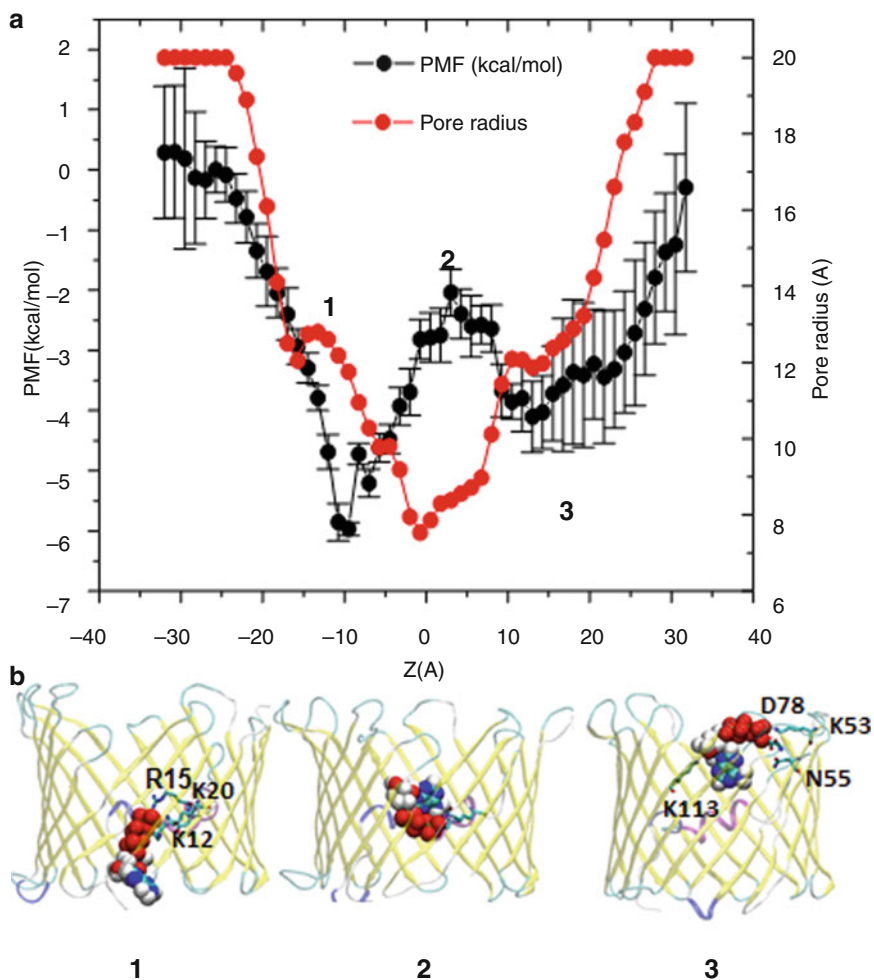 a
PMF (kcal/mol)
Pore radius
2
1
0
–1
–2
–3
–4
–5
–6
–7
PMF(kcal/mol)
1
2
3
20
18
16
14
12
10
8
6
Pore radius (A)
–40 –30 –20 –10 0 10 20 30 40
Z(A)
b
R15
K20
K12
D78
K53
N55
K113
1 2 3